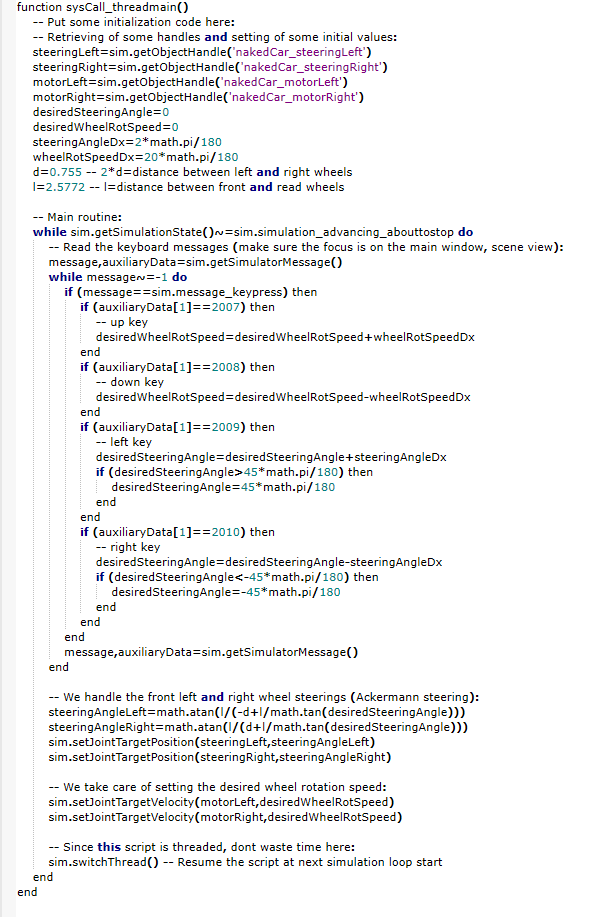 function sysCall_threadmain()
-- Put some initialization code here:
-- Retrieving of some handles and setting of some initial values:
steeringLeft=sim.getObjectHandle('nakedCar_steeringLeft')
steeringRight=sim.getObjectHandle('nakedCar_steeringRight')
motorLeft=sim.getObjectHandle('nakedCar_motorLeft')
motorRight=sim.getObjectHandle('nakedCar_motorRight')
desiredSteeringAngle=0
desiredWheelRotSpeed=0
steeringAngleDx=2*math.pi/180
wheelRotSpeedDx=20*math.pi/180
d=0.755 -- 2*d=distance between left and right wheels
l=2.5772 -- l=distance between front and read wheels
-- Main routine:
while sim.getSimulationState()~=sim.simulation_advancing_abouttostop do
-- Read the keyboard messages (make sure the focus is on the main window, scene view):
message,auxiliaryData=sim.getSimulatorMessage()
while message~=-1 do
if (message==sim.message_keypress) then
if (auxiliaryData[1]==2007) then
-- up key
desiredWheelRotSpeed=desiredWheelRotSpeed+wheelRotSpeedDx
end
if (auxiliaryData[1]==2008) then
-- down key
desiredWheelRotSpeed=desiredWheelRotSpeed-wheelRotSpeedDx
end
if (auxiliaryData[1]==2009) then
-- left key
desiredSteeringAngle=desiredSteeringAngle+steeringAngleDx
if (desiredSteeringAngle>45*math.pi/180) then
desiredSteeringAngle=45*math.pi/180
end
end
if (auxiliaryData[1]==2010) then
-- right key
desiredSteeringAngle=desiredSteeringAngle-steeringAngleDx
if (desiredSteeringAngle<-45*math.pi/180) then
desiredSteeringAngle=-45*math.pi/180
end
end
end
message,auxiliaryData=sim.getSimulatorMessage()
end
-- We handle the front left and right wheel steerings (Ackermann steering):
steeringAngleLeft=math.atan(l/(-d+l/math.tan(desiredSteeringAngle)))
steeringAngleRight=math.atan(l/(d+l/math.tan(desiredSteeringAngle)))
sim.setJointTargetPosition(steeringLeft,steeringAngleLeft)
sim.setJointTargetPosition(steeringRight,steeringAngleRight)
-- We take care of setting the desired wheel rotation speed:
sim.setJointTargetVelocity(motorLeft,desiredWheelRotSpeed)
sim.setJointTargetVelocity(motorRight,desiredWheelRotSpeed)
-- Since this script is threaded, dont waste time here:
sim.switchThread() -- Resume the script at next simulation loop start
end
end